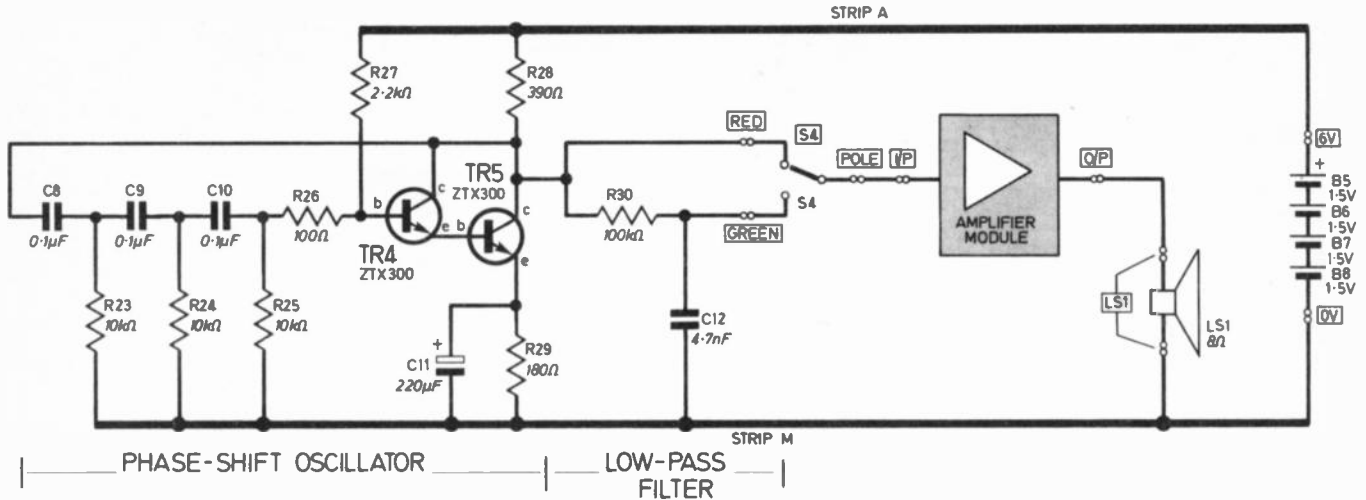 STRIP A
R27
2·2kΩ
R28
390Ω
RED
S4
POLE
I/P
O/P
6V
+
B5
1·5V
B6
1·5V
B7
1·5V
B8
1·5V
0V
C8
0·1µF
C9
0·1µF
C10
0·1µF
R26
100Ω
b
c
e
TR4
ZTX300
TR5
ZTX300
b
c
e
R30
100kΩ
S4
GREEN
AMPLIFIER
MODULE
R23
10kΩ
R24
10kΩ
R25
10kΩ
+
C11
220µF
R29
180Ω
C12
4·7nF
LS1
LS1
8Ω
STRIP M
PHASE-SHIFT OSCILLATOR
LOW-PASS
FILTER